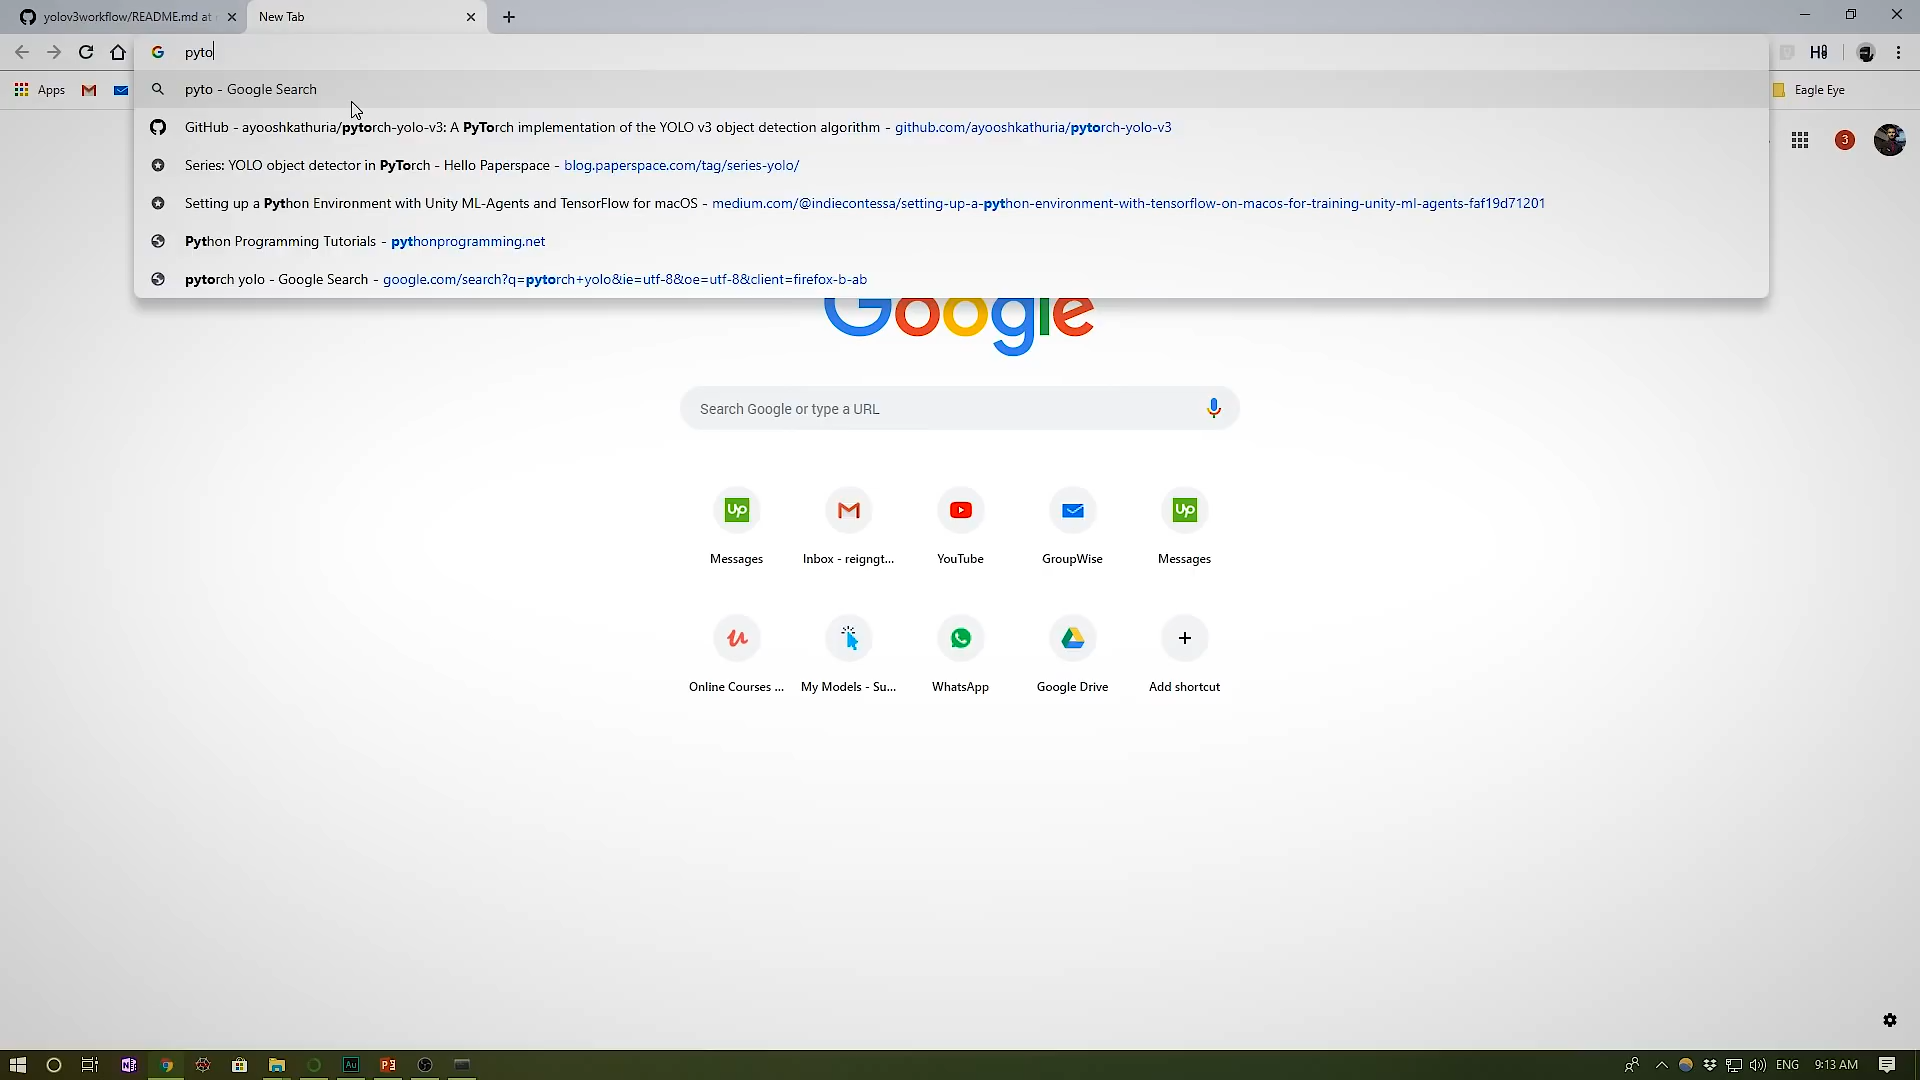 yolov3workflow/README.md at
New Tab
pyto
pyto - Google Search
GitHub - ayooshkathuria/pytorch-yolo-v3: A PyTorch implementation of the YOLO v3 object detection algorithm - github.com/ayooshkathuria/pytorch-yolo-v3
Series: YOLO object detector in PyTorch - Hello Paperspace - blog.paperspace.com/tag/series-yolo/
Setting up a Python Environment with Unity ML-Agents and TensorFlow for macOS - medium.com/@indiecontessa/setting-up-a-python-environment-with-tensorflow-on-macos-for-training-unity-ml-agents-faf19d71201
Python Programming Tutorials - pythonprogramming.net
pytorch yolo - Google Search - google.com/search?q=pytorch+yolo&ie=utf-8&oe=utf-8&client=firefox-b-ab
Apps
Eagle Eye
3
Google
Search Google or type a URL
Up
Up
Messages
Inbox - reigngt...
YouTube
GroupWise
Messages
Online Courses ...
My Models - Su...
WhatsApp
Google Drive
Add shortcut
Au
ENG
9:13 AM